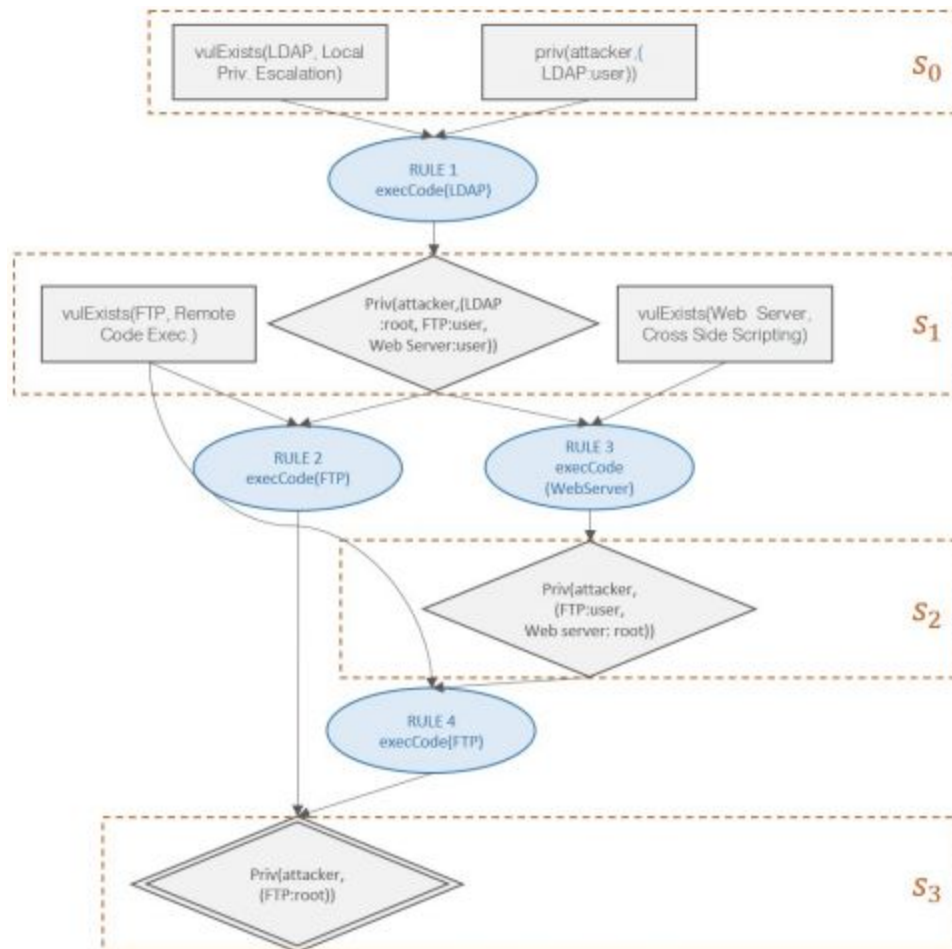 vulExists(LDAP, Local
Priv. Escalation)
priv(attacker,(
LDAP:user))
s₀
RULE 1
execCode(LDAP)
vulExists(FTP, Remote
Code Exec.)
Priv(attacker,(LDAP
:root, FTP:user,
Web Server:user))
vulExists(Web Server,
Cross Side Scripting)
s₁
RULE 2
execCode(FTP)
RULE 3
execCode
(WebServer)
Priv(attacker,
(FTP:user,
Web server: root))
s₂
RULE 4
execCode(FTP)
Priv(attacker,
(FTP:root))
s₃